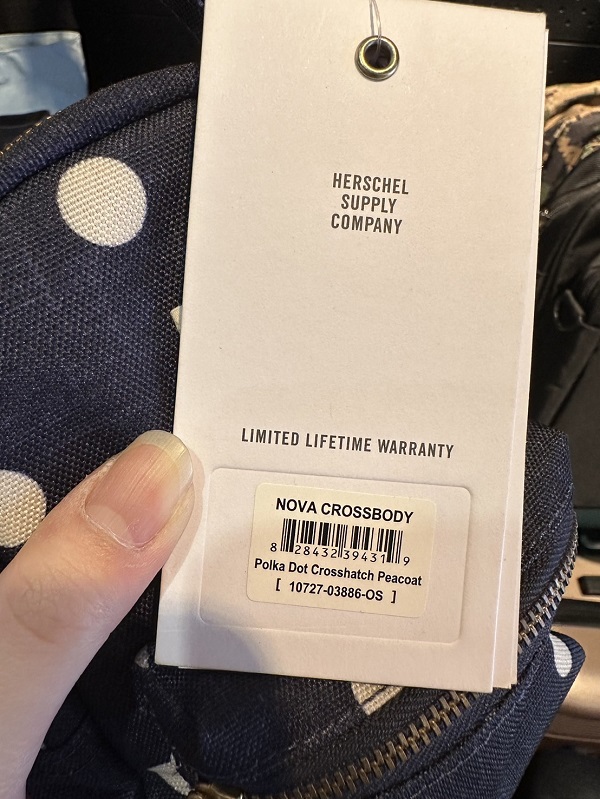 HERSCHEL
SUPPLY
COMPANY
LIMITED LIFETIME WARRANTY
NOVA CROSSBODY
8 28432 39431 9
Polka Dot Crosshatch Peacoat
[ 10727-03886-OS ]